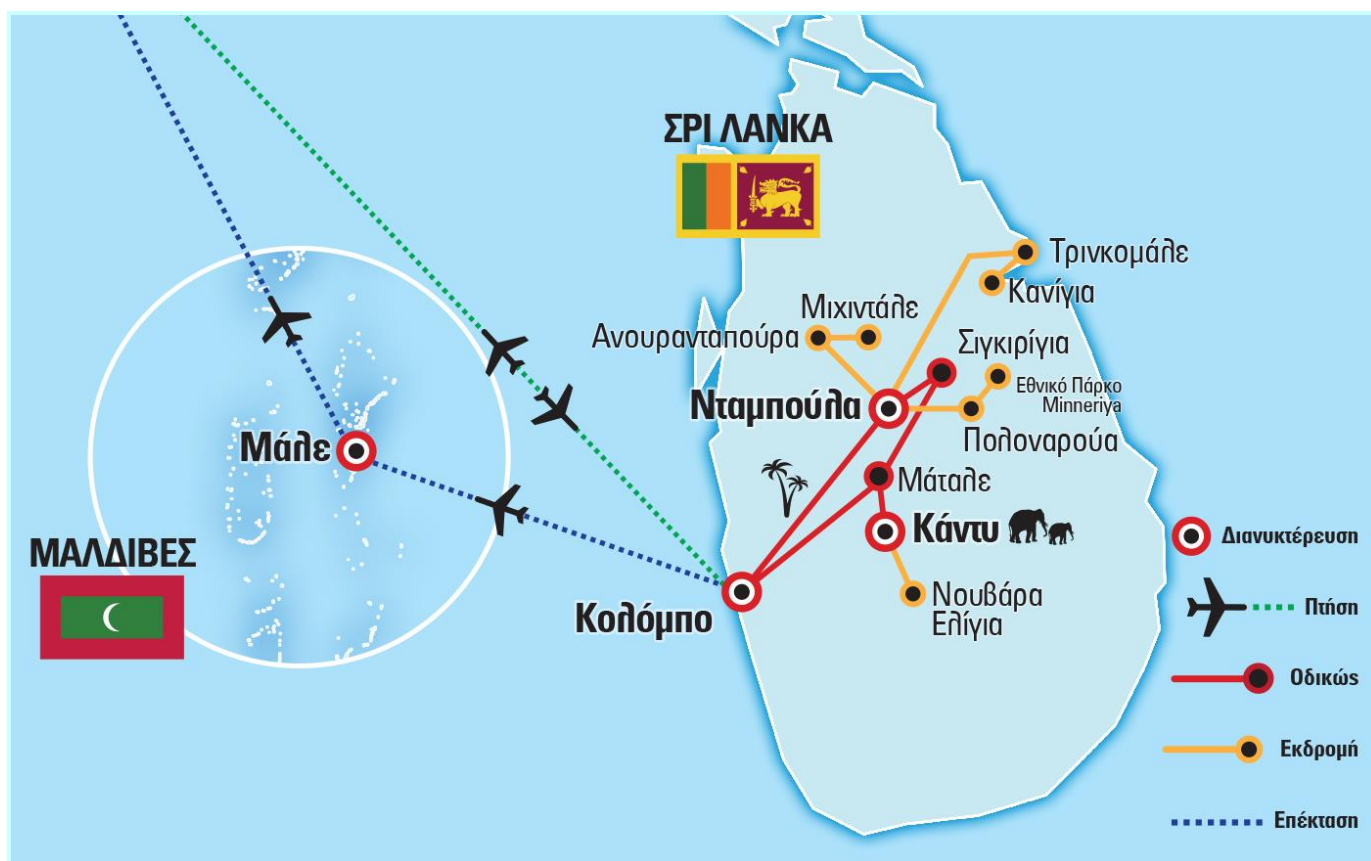 ΣΡΙ ΛΑΝΚΑ
Τρινκομάλε
Κανίγια
Μιχιντάλε
Ανουρανταπούρα
Σιγκιρίγια
Εθνικό Πάρκο
Minneriya
Νταμπούλα
Πολοναρούα
Μάλε
Μάταλε
Κάντυ
ΜΑΛΔΙΒΕΣ
Κολόμπο
Νουβάρα
Ελίγια
Διανυκτέρευση
Πτήση
Οδικώς
Εκδρομή
Επέκταση